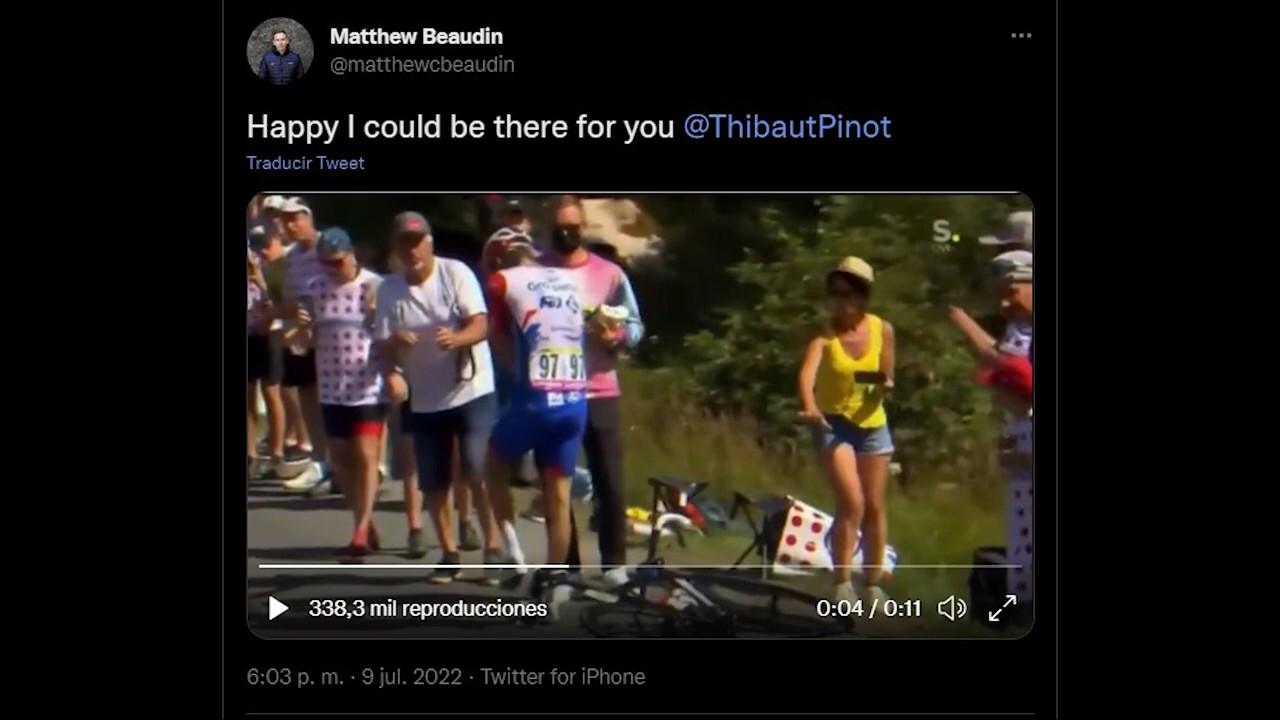 Matthew Beaudin
@matthewcbeaudin
Happy I could be there for you @ThibautPinot
Traducir Tweet
S.
97 97
338,3 mil reproducciones
0:04 / 0:11
6:03 p. m. · 9 jul. 2022 · Twitter for iPhone